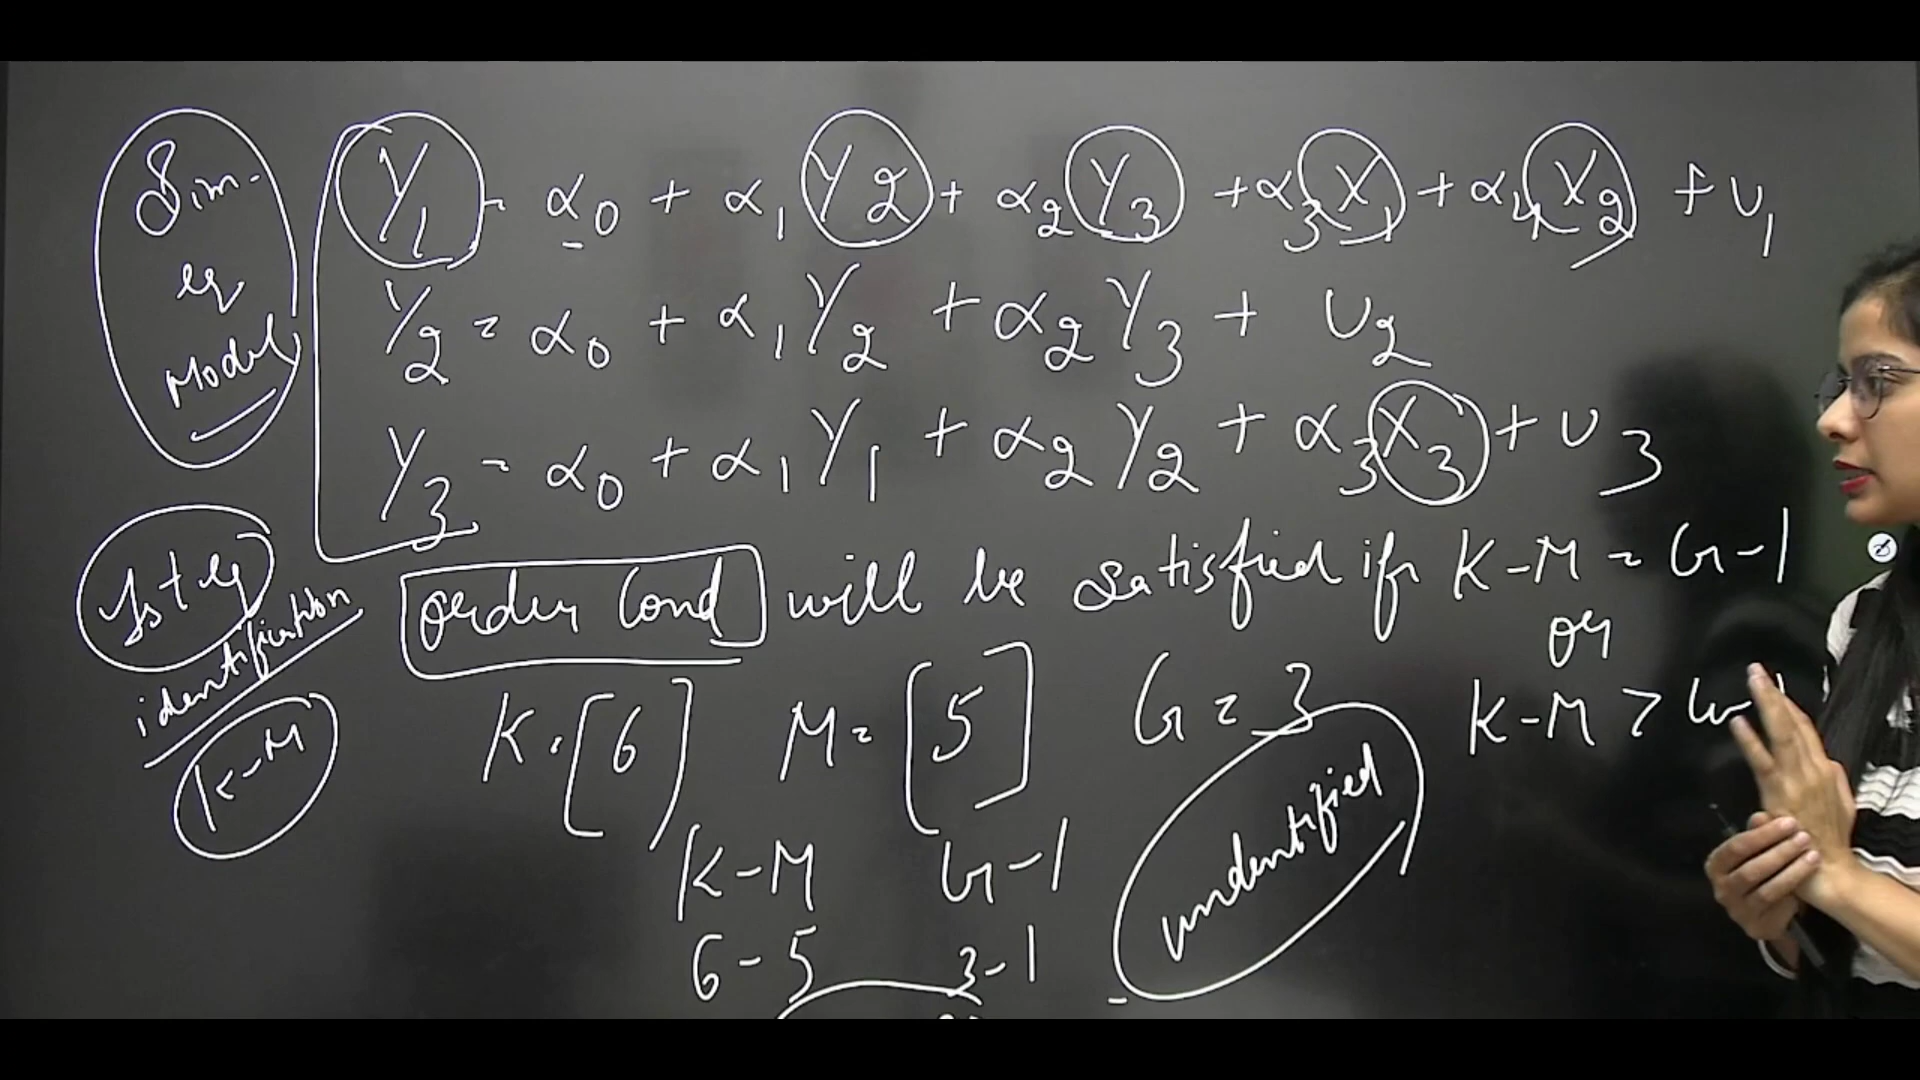 Sim-
eq
Model
Y1 = α0 + α1 Y2 + α2 Y3 + α3 X1 + α4 X2 + U1
Y2 = α0 + α1 Y2 + α2 Y3 + U2
Y3 = α0 + α1 Y1 + α2 Y2 + α3 X3 + U3
Ist eq
identification
K-M
order Cond will be satisfied if K-M = G-1
or
K-M > G-1
K = [6] M = [5] G = 3
K-M G-1
6-5 3-1
unidentified